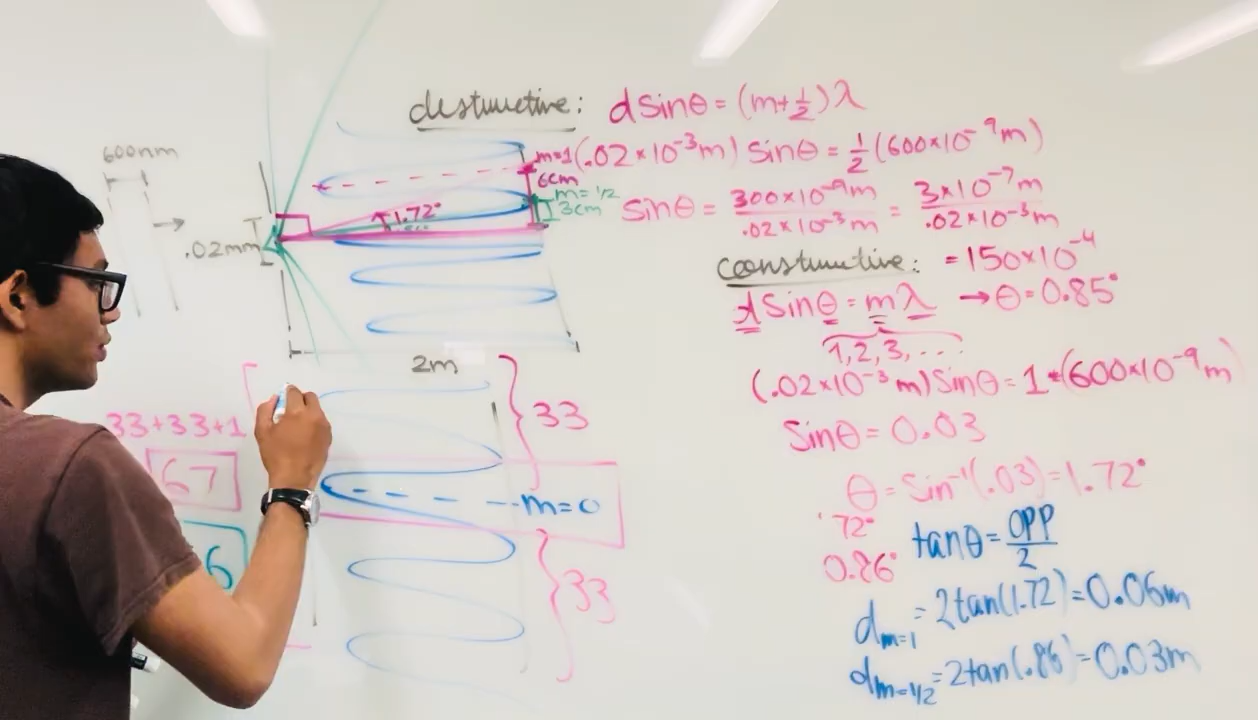 destructive: dsinθ = (m+½)λ
600nm
m=1 (.02×10⁻³m) sinθ = ½(600×10⁻⁹m)
6cm
m=½
3cm
1.72°
sinθ = 300×10⁻⁹m / .02×10⁻³m = 3×10⁻⁷m / .02×10⁻³m
.02mm
constructive: = 150×10⁻⁴
dsinθ = mλ → θ = 0.85°
1,2,3,...
2m
(.02×10⁻³m) sinθ = 1*(600×10⁻⁹m)
33+33+1
33
sinθ = 0.03
67
θ = sin⁻¹(.03) = 1.72°
m=0
72°
tanθ = opp/2
0.86°
6
33
d m=1 = 2tan(1.72) = 0.06m
d m=1/2 = 2tan(.86) = 0.03m